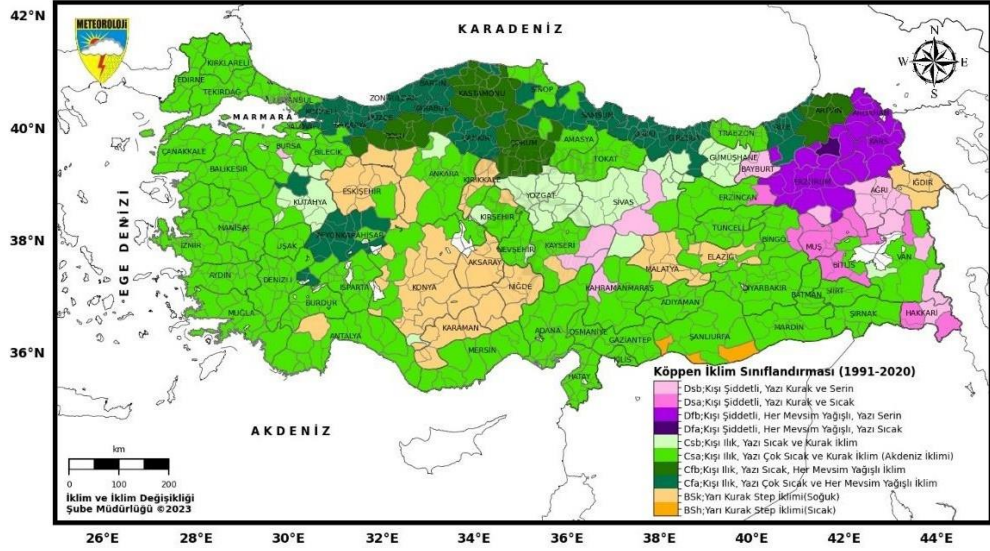 METEOROLOJİ
42°N
40°N
38°N
36°N
KARADENİZ
N
W
E
S
MARMARA
EGE DENİZİ
AKDENİZ
KIRKLARELİ
EDİRNE
TEKİRDAĞ
KASTAMONU
SİNOP
ÇANAKKALE
BURSA
BİLECİK
BALIKESİR
AMASYA
TOKAT
TRABZON
GÜMÜŞHANE
BAYBURT
ANKARA
KIRIKKALE
ESKİŞEHİR
KÜTAHYA
YOZGAT
SİVAS
ERZİNCAN
AĞRI
IĞDIR
KIRŞEHİR
MANİSA
İZMİR
UŞAK
TUNCELİ
BİNGÖL
MUŞ
BİTLİS
VAN
NEVŞEHİR
KAYSERİ
AKSARAY
MALATYA
ELAZIĞ
AYDIN
DENİZLİ
ISPARTA
KONYA
NİĞDE
KAHRAMANMARAŞ
ADIYAMAN
DİYARBAKIR
BATMAN
SİİRT
ŞIRNAK
HAKKARİ
MUĞLA
BURDUR
ANTALYA
KARAMAN
MERSİN
ADANA
OSMANİYE
GAZİANTEP
ŞANLIURFA
MARDİN
KİLİS
HATAY
Köppen İklim Sınıflandırması (1991-2020)
Dsb;Kışı Şiddetli, Yazı Kurak ve Serin
Dsa;Kışı Şiddetli, Yazı Kurak ve Sıcak
Dfb;Kışı Şiddetli, Her Mevsim Yağışlı, Yazı Serin
Dfa;Kışı Şiddetli, Her Mevsim Yağışlı, Yazı Sıcak
Csb;Kışı Ilık, Yazı Sıcak ve Kurak İklim
Csa;Kışı Ilık, Yazı Çok Sıcak ve Kurak İklim (Akdeniz İklimi)
Cfb;Kışı Ilık, Yazı Sıcak, Her Mevsim Yağışlı İklim
Cfa;Kışı Ilık, Yazı Çok Sıcak ve Her Mevsim Yağışlı İklim
BSk;Yarı Kurak Step İklimi(Soğuk)
BSh;Yarı Kurak Step İklimi(Sıcak)
km
0 100 200
İklim ve İklim Değişikliği
Şube Müdürlüğü ©2023
26°E 28°E 30°E 32°E 34°E 36°E 38°E 40°E 42°E 44°E